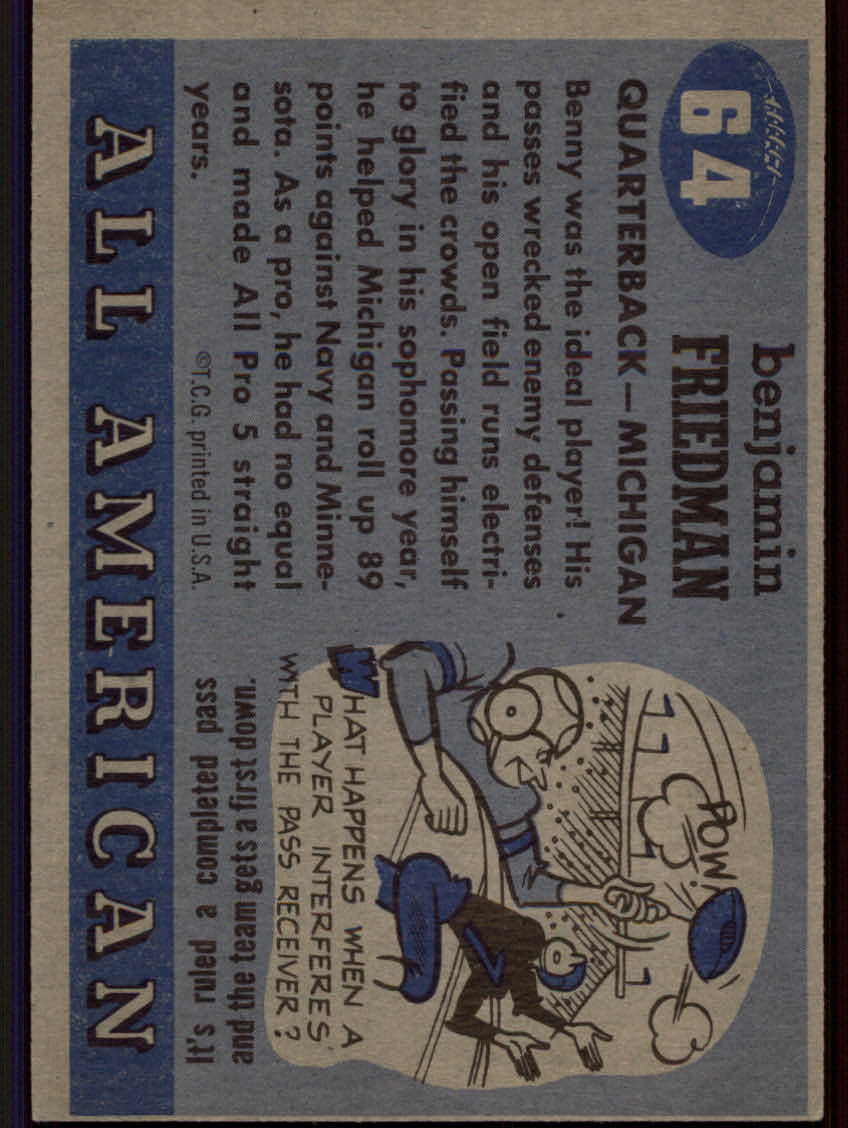 64
benjamin
FRIEDMAN
QUARTERBACK — MICHIGAN
Benny was the ideal player! His
passes wrecked enemy defenses
and his open field runs electri-
fied the crowds. Passing himself
to glory in his sophomore year,
he helped Michigan roll up 89
points against Navy and Minne-
sota. As a pro, he had no equal
and made All Pro 5 straight
years.
©T.C.G. printed in U.S.A.
POW!
WHAT HAPPENS WHEN A
PLAYER INTERFERES
WITH THE PASS RECEIVER?
It's ruled a completed pass
and the team gets a first down.
ALL AMERICAN